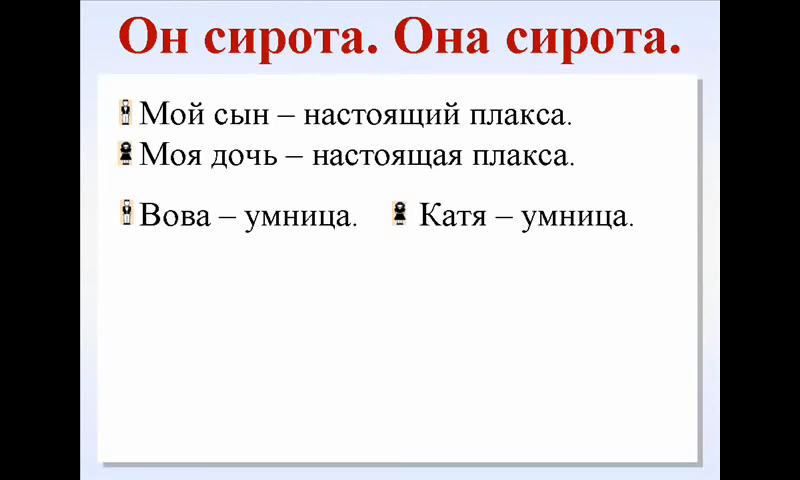 Он сирота. Она сирота.
Мой сын – настоящий плакса.
Моя дочь – настоящая плакса.
Вова – умница. Катя – умница.